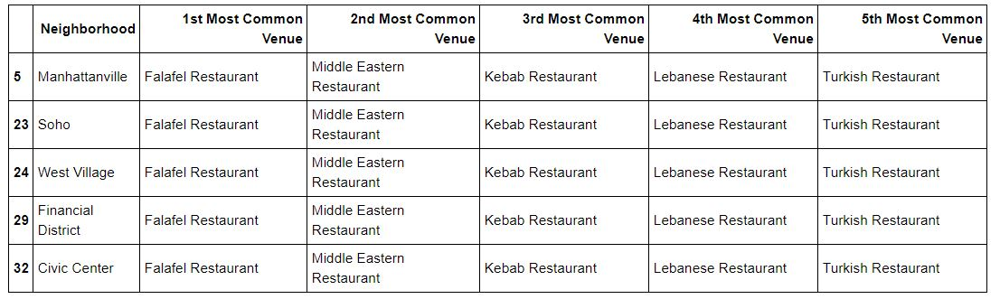 Neighborhood 1st Most Common Venue 2nd Most Common Venue 3rd Most Common Venue 4th Most Common Venue 5th Most Common Venue
5 Manhattanville Falafel Restaurant Middle Eastern Restaurant Kebab Restaurant Lebanese Restaurant Turkish Restaurant
23 Soho Falafel Restaurant Middle Eastern Restaurant Kebab Restaurant Lebanese Restaurant Turkish Restaurant
24 West Village Falafel Restaurant Middle Eastern Restaurant Kebab Restaurant Lebanese Restaurant Turkish Restaurant
29 Financial District Falafel Restaurant Middle Eastern Restaurant Kebab Restaurant Lebanese Restaurant Turkish Restaurant
32 Civic Center Falafel Restaurant Middle Eastern Restaurant Kebab Restaurant Lebanese Restaurant Turkish Restaurant